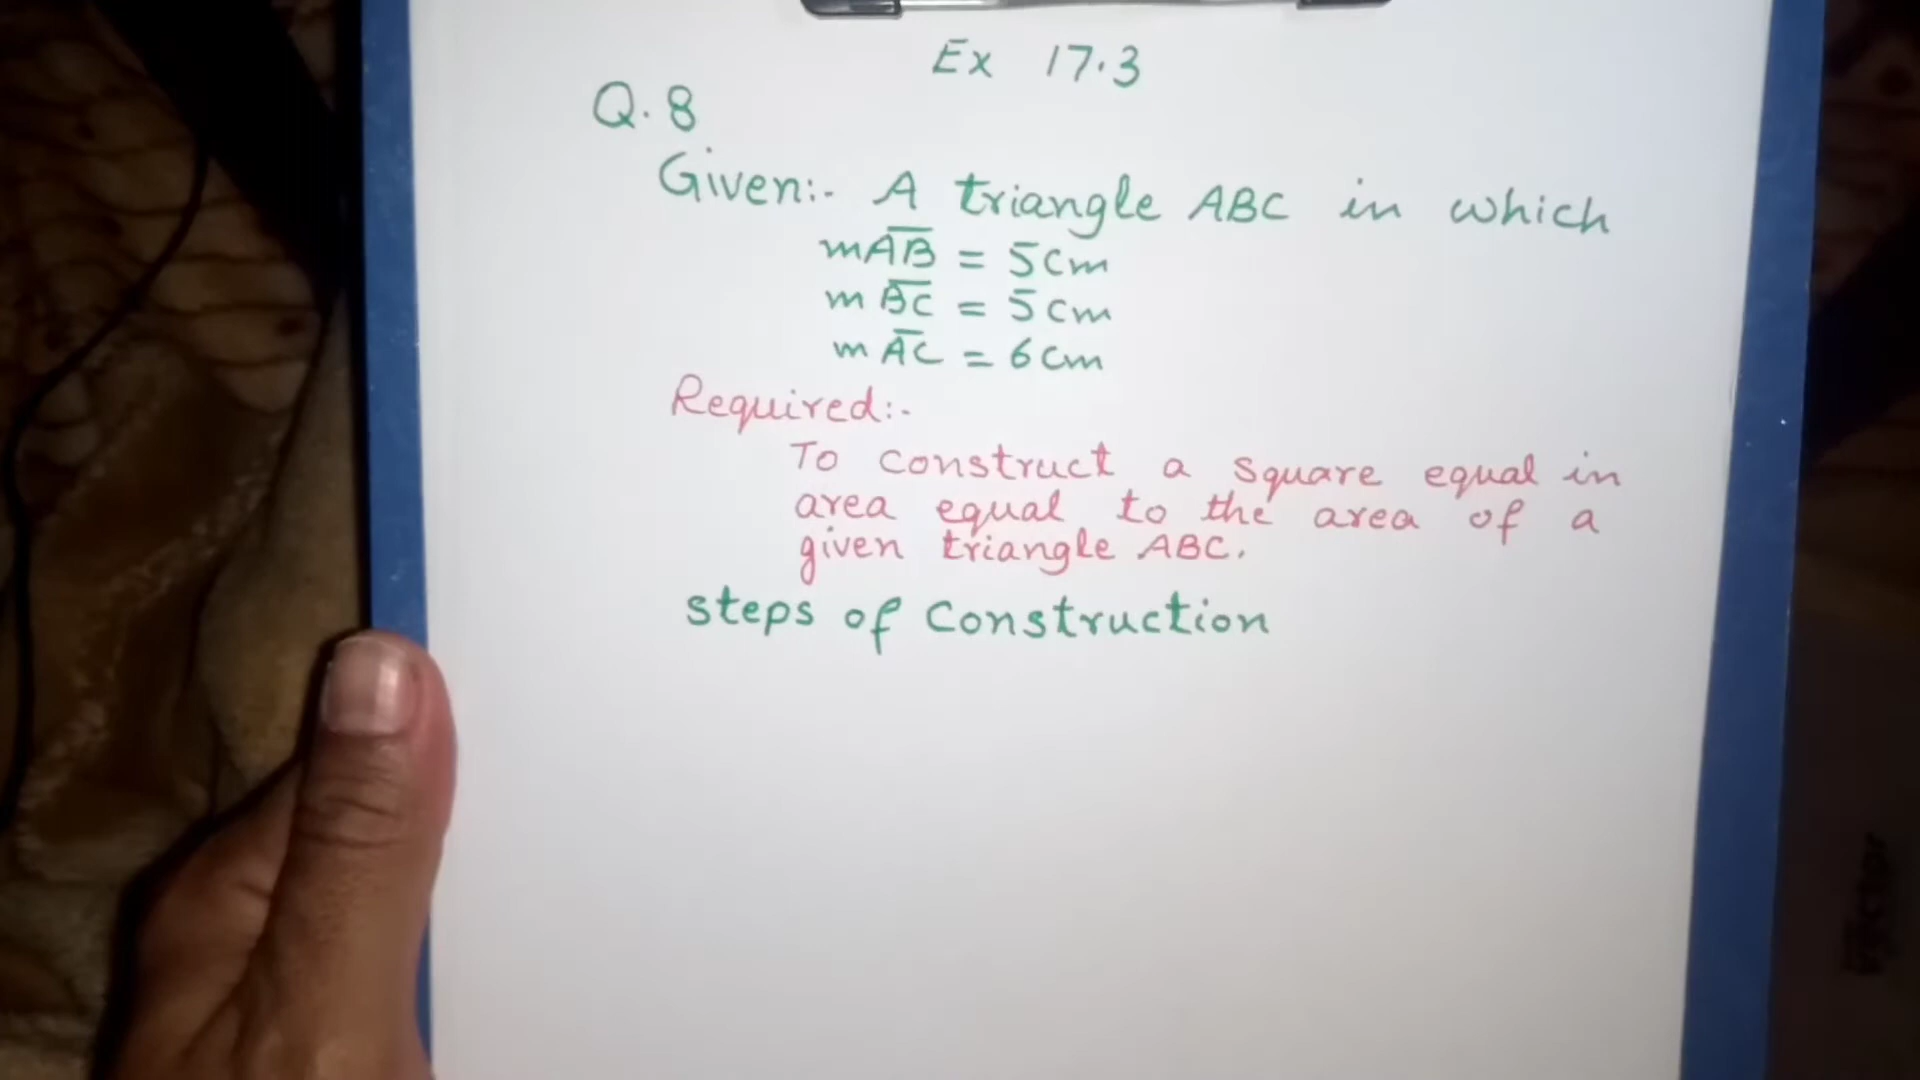 Ex 17.3
Q.8
Given:- A triangle ABC in which
mAB = 5cm
mBC = 5cm
mAC = 6cm
Required:-
To construct a square equal in
area equal to the area of a
given triangle ABC.
steps of Construction